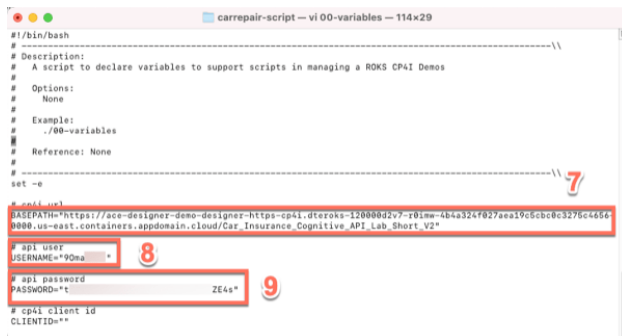 carrepair-script — vi 00-variables — 114×29
#!/bin/bash
# ----------------------------------------------------------------------------------\\
# Description:
#   A script to declare variables to support scripts in managing a ROKS CP4I Demos
#
#   Options:
#     None
#
#   Example:
#     ./00-variables
#
#   Reference: None
#
# ----------------------------------------------------------------------------------\\
7
set -e
# cp4i url
BASEPATH="https://ace-designer-demo-designer-https-cp4i.dteroks-120000d2v7-r0imw-4b4a324f027aea19c5cbc0c3275c4656-
0000.us-east.containers.appdomain.cloud/Car_Insurance_Cognitive_API_Lab_Short_V2"
# api user
USERNAME="90ma "
8
# api password
PASSWORD="t ZE4s"
9
# cp4i client id
CLIENTID=""